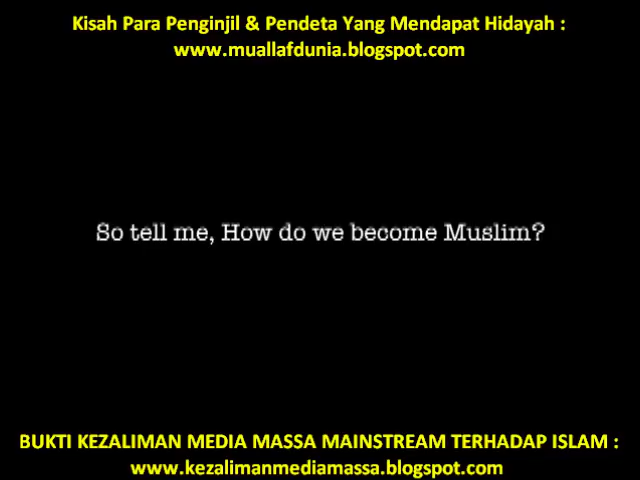 Kisah Para Penginjil & Pendeta Yang Mendapat Hidayah :
www.muallafdunia.blogspot.com
So tell me, How do we become Muslim?
BUKTI KEZALIMAN MEDIA MASSA MAINSTREAM TERHADAP ISLAM :
www.kezalimanmediamassa.blogspot.com